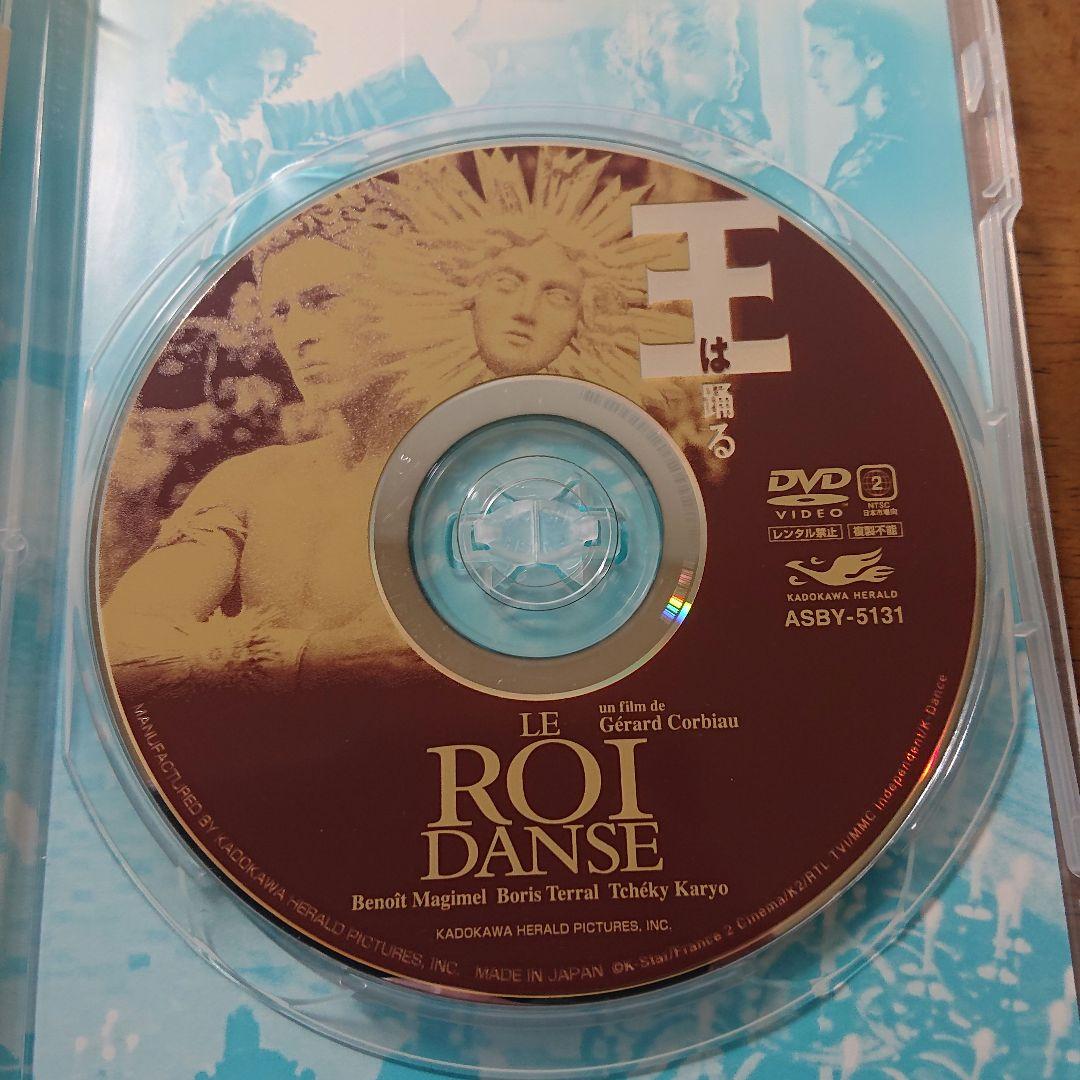 王
は
踊
る
DVD
VIDEO
2
NTSC
日本市場向
レンタル禁止 複製不能
KADOKAWA HERALD
ASBY-5131
un film de
Gérard Corbiau
LE
ROI
DANSE
Benoît Magimel Boris Terral Tchéky Karyo
KADOKAWA HERALD PICTURES, INC.
MANUFACTURED BY KADOKAWA HERALD PICTURES, INC. MADE IN JAPAN ©K-Star/France 2 Cinema/K2/RTL TVI/MMC Independent/K-Dance